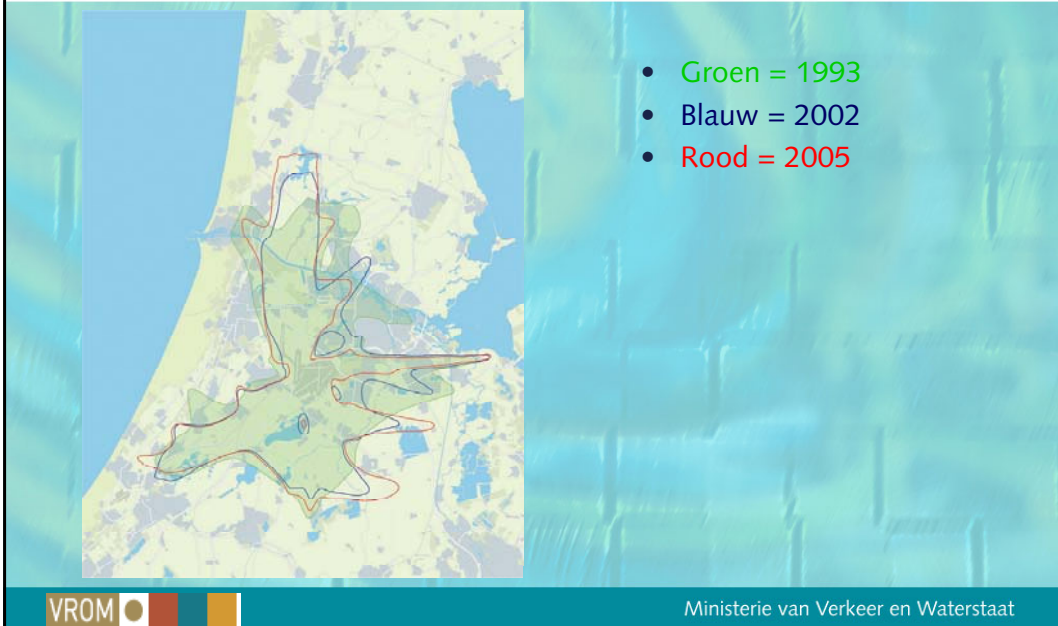 • Groen = 1993
• Blauw = 2002
• Rood = 2005
VROM
Ministerie van Verkeer en Waterstaat